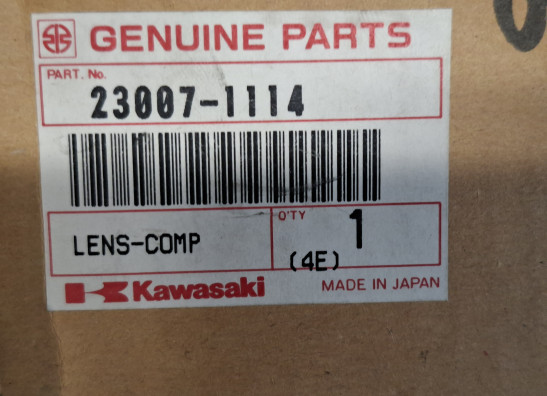 GENUINE PARTS
PART. No.
23007-1114
LENS-COMP
Q'TY
1
(4E)
Kawasaki
MADE IN JAPAN